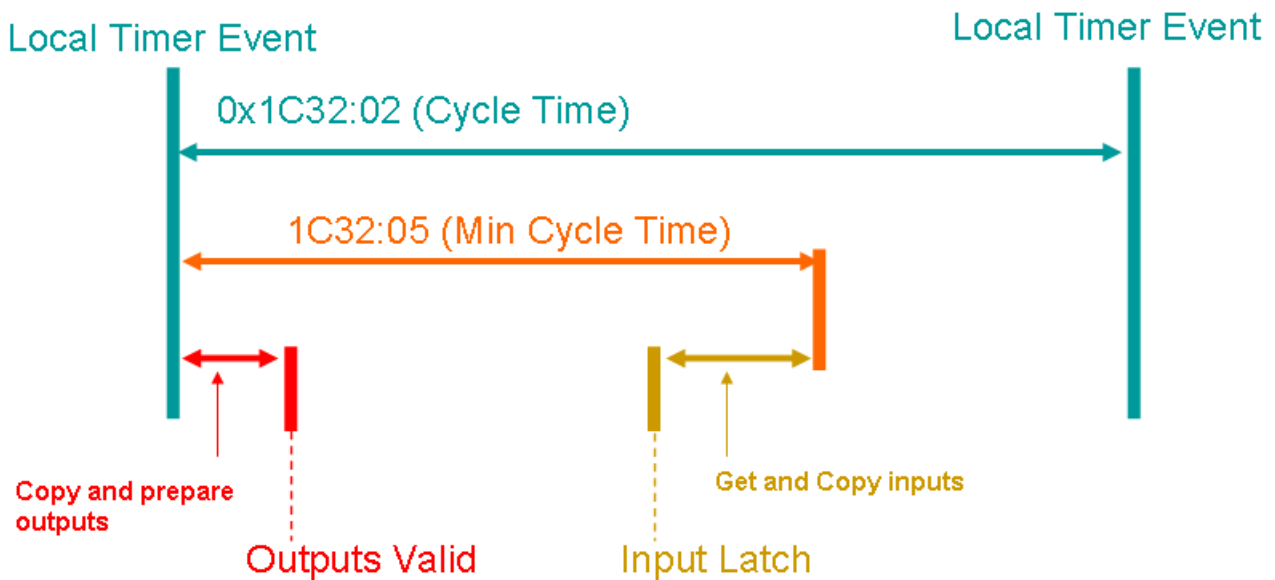 Local Timer Event
Local Timer Event
0x1C32:02 (Cycle Time)
1C32:05 (Min Cycle Time)
Copy and prepare
outputs
Get and Copy inputs
Outputs Valid
Input Latch